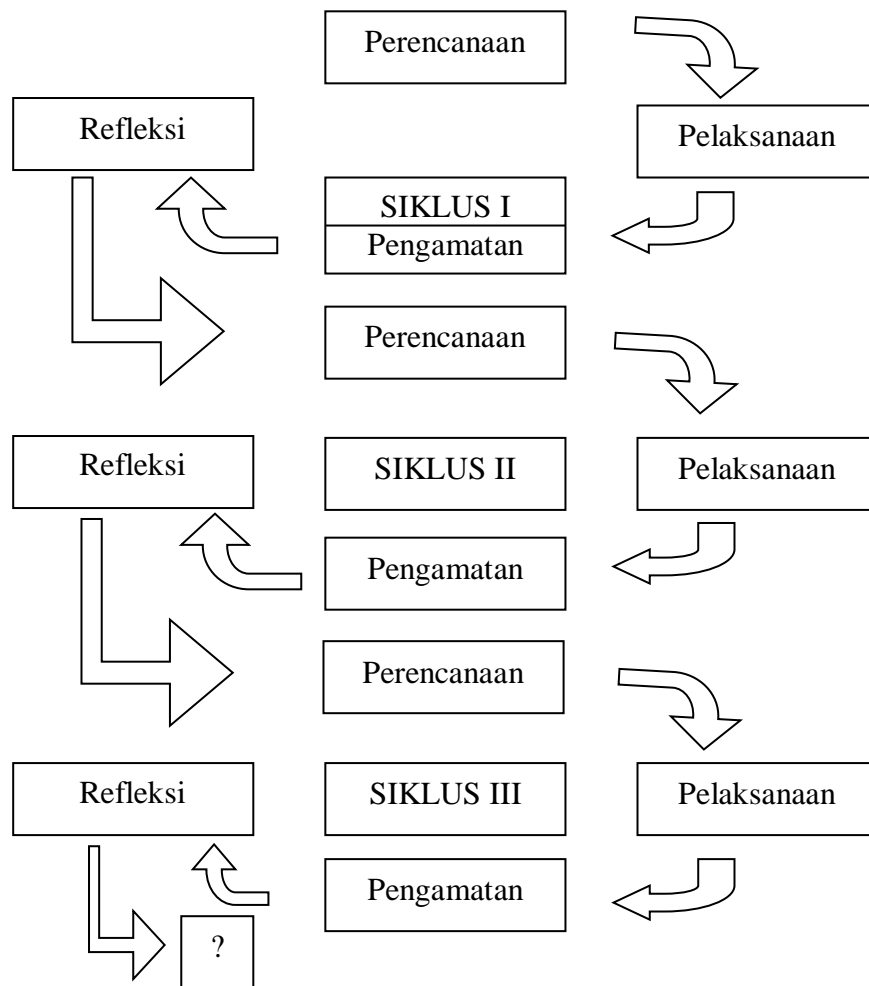 Perencanaan
Refleksi
Pelaksanaan
SIKLUS I
Pengamatan
Perencanaan
Refleksi
SIKLUS II
Pelaksanaan
Pengamatan
Perencanaan
Refleksi
SIKLUS III
Pelaksanaan
Pengamatan
?